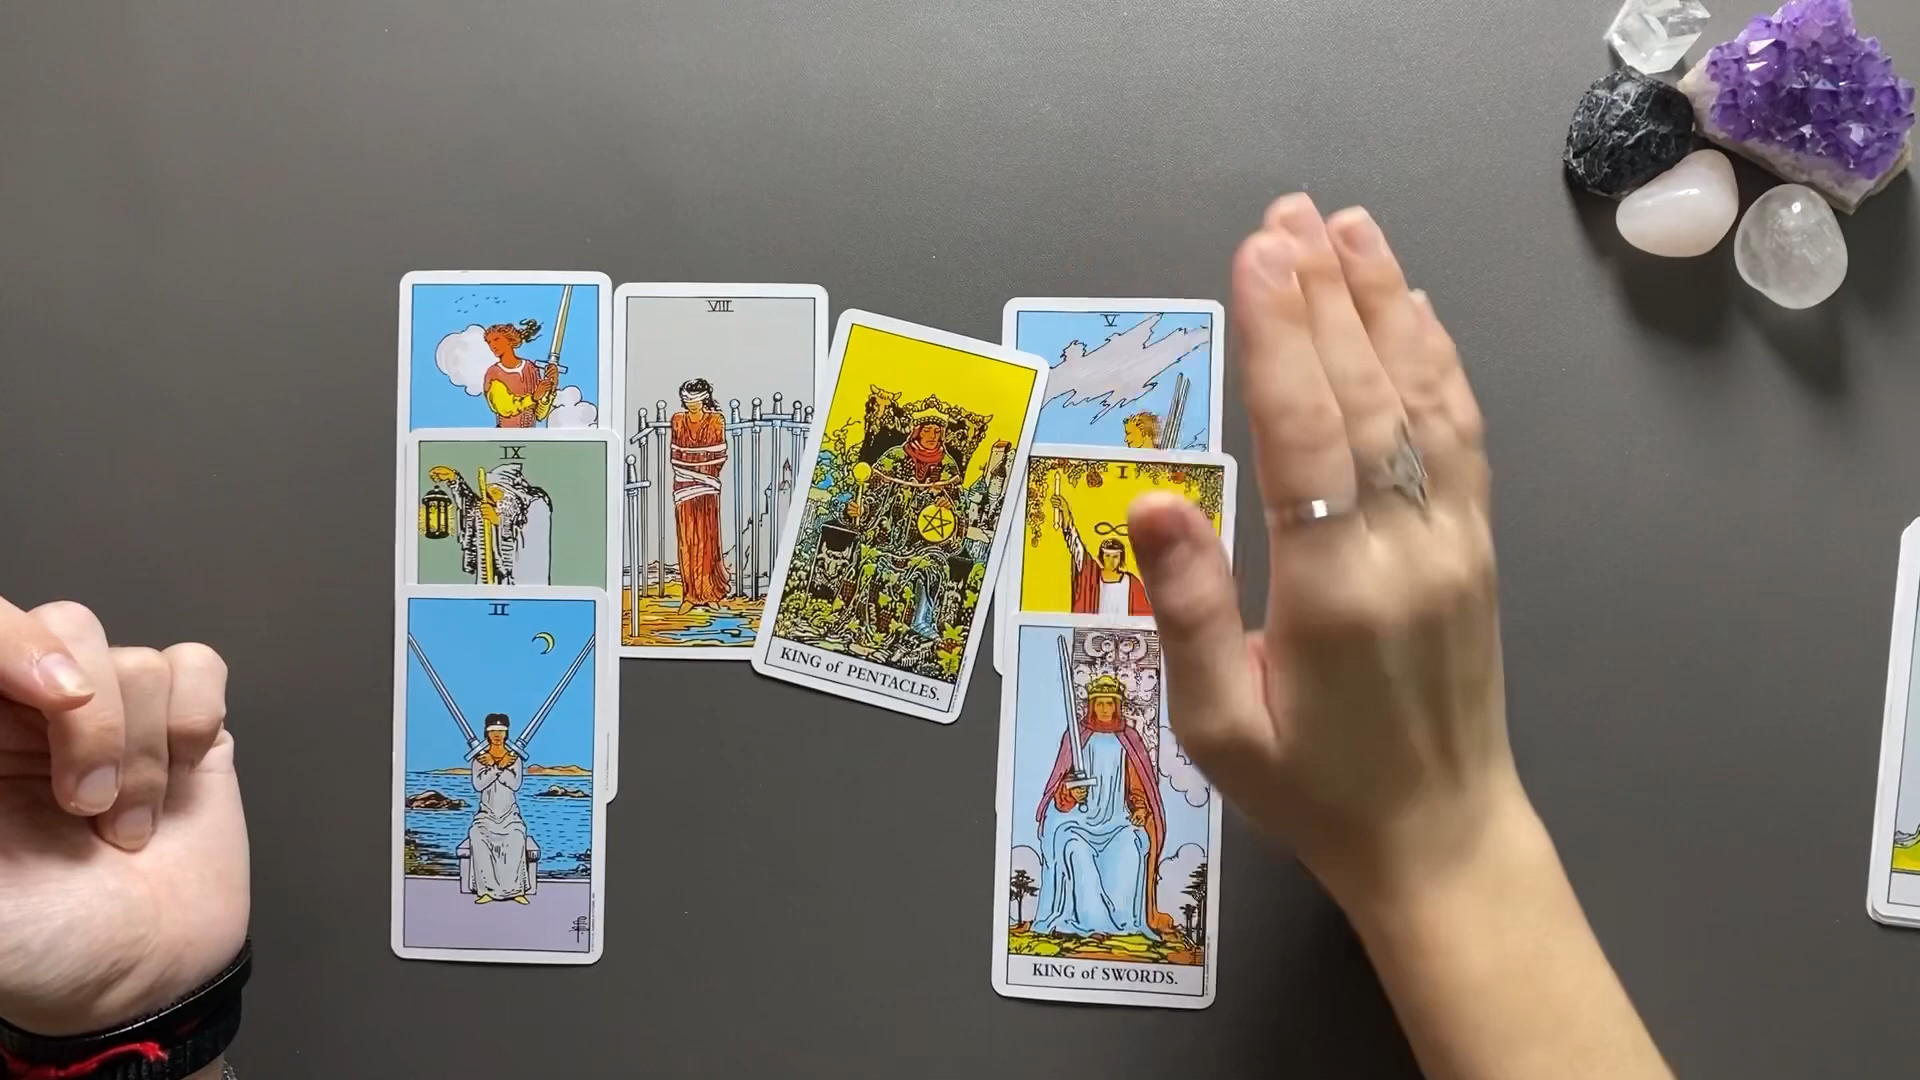 VIII
V
IX
I
II
KING of PENTACLES.
KING of SWORDS.